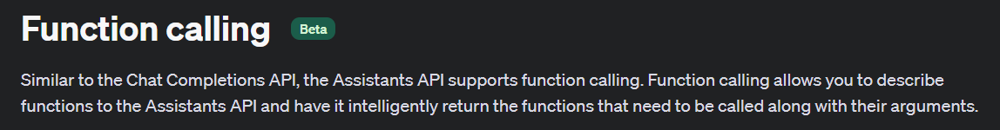 Function calling Beta
Similar to the Chat Completions API, the Assistants API supports function calling. Function calling allows you to describe
functions to the Assistants API and have it intelligently return the functions that need to be called along with their arguments.